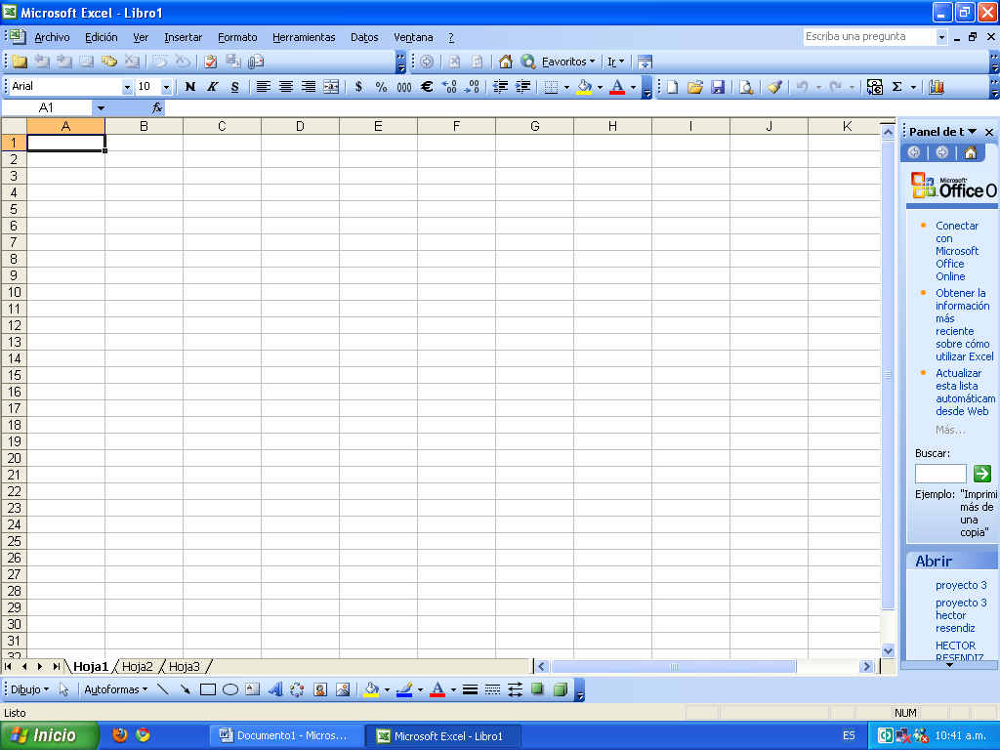 Microsoft Excel - Libro1
Archivo Edición Ver Insertar Formato Herramientas Datos Ventana ? Escriba una pregunta
Favoritos Ir
Arial 10 N K S $ % 000 €
A1 fx
A B C D E F G H I J K
1
2
3
4
5
6
7
8
9
10
11
12
13
14
15
16
17
18
19
20
21
22
23
24
25
26
27
28
29
30
31
32
Panel de t
Microsoft
Office O
Conectar
con
Microsoft
Office
Online
Obtener la
información
más
reciente
sobre cómo
utilizar Excel
Actualizar
esta lista
automáticam
desde Web
Más...
Buscar:
Ejemplo: "Imprimi
más de
una
copia"
Abrir
proyecto 3
proyecto 3
hector
resendiz
HECTOR
RESENDIZ
Hoja1 Hoja2 Hoja3
Dibujo Autoformas
Listo NUM
Inicio Documento1 - Micros... Microsoft Excel - Libro1 ES 10:41 a.m.